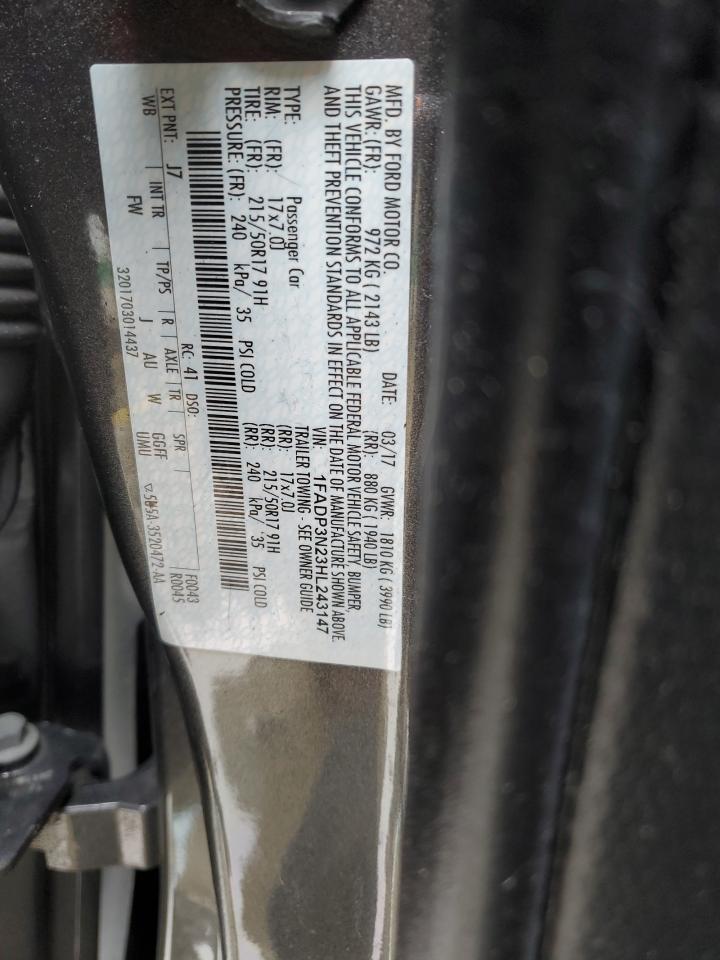 MFD. BY FORD MOTOR CO.
DATE: 03/17 GVWR: 1810 KG ( 3990 LB)
GAWR: (FR): 972 KG ( 2143 LB) (RR): 880 KG ( 1940 LB)
THIS VEHICLE CONFORMS TO ALL APPLICABLE FEDERAL MOTOR VEHICLE SAFETY, BUMPER,
AND THEFT PREVENTION STANDARDS IN EFFECT ON THE DATE OF MANUFACTURE SHOWN ABOVE.
VIN: 1FADP3N23HL243147
TYPE: Passenger Car TRAILER TOWING - SEE OWNER GUIDE
RIM: (FR): 17x7.0J (RR): 17x7.0J
TIRE: (FR): 215/50R17 91H (RR): 215/50R17 91H
PRESSURE: (FR): 240 kPa/ 35 PSI COLD (RR): 240 kPa/ 35 PSI COLD
RC: 41 DSO: F0043
EXT PNT: J7 R0045
WB INT TR TP/PS R AXLE TR SPR
FW J AU W GGFF
UMU
3201703014437
3520472-AA